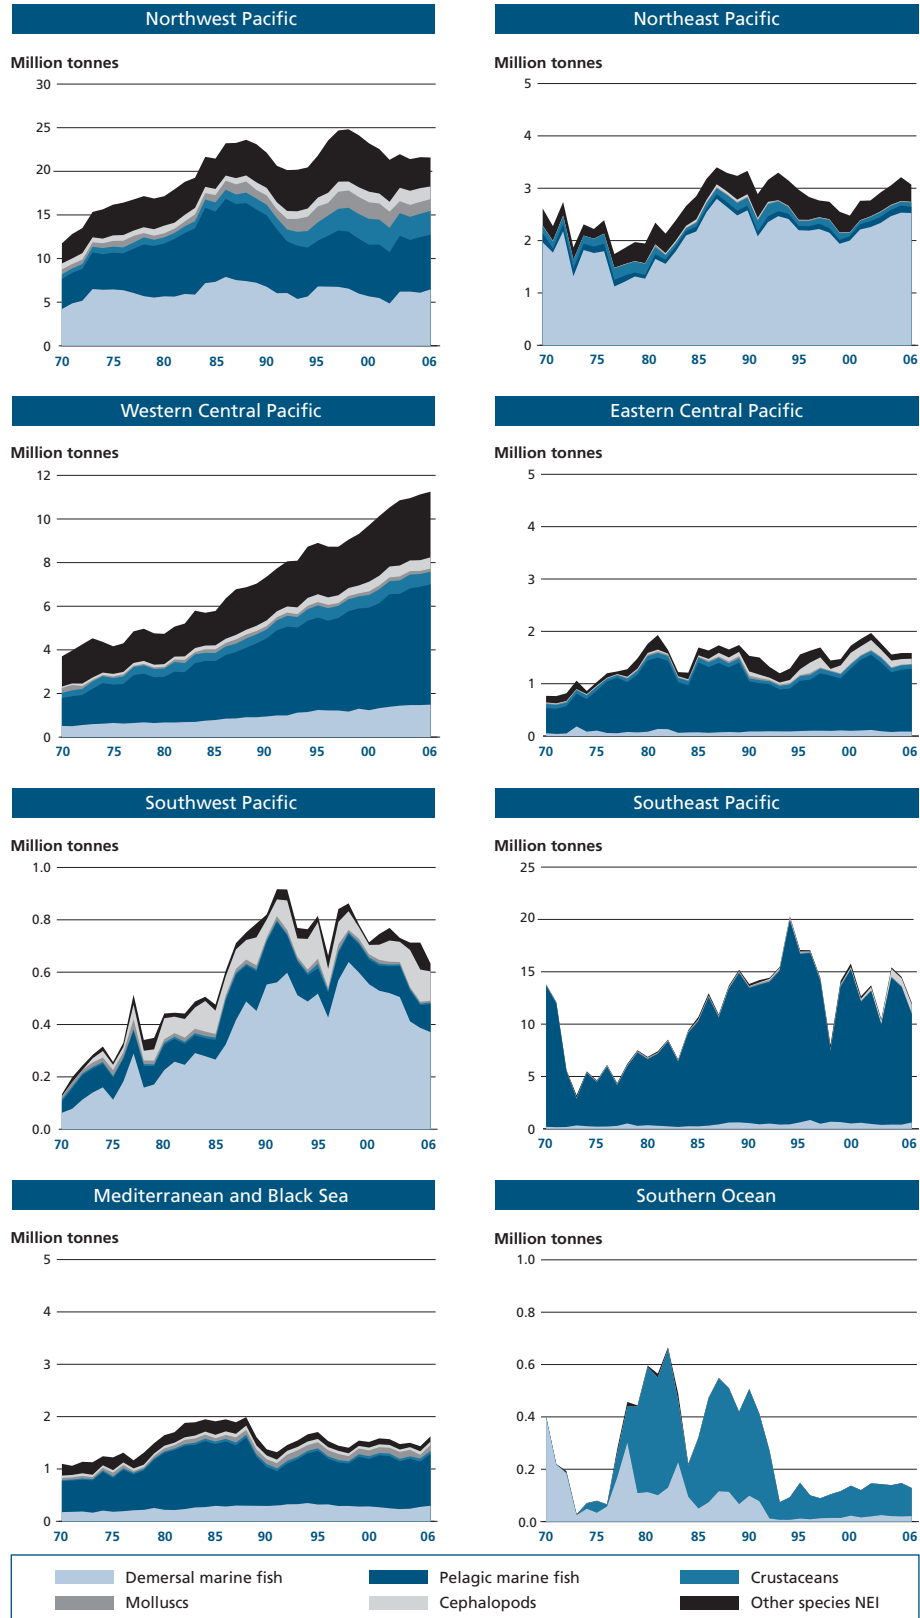 Northwest Pacific
Million tonnes
30
25
20
15
10
5
0
70 75 80 85 90 95 00 06
Northeast Pacific
Million tonnes
5
4
3
2
1
0
70 75 80 85 90 95 00 06
Western Central Pacific
Million tonnes
12
10
8
6
4
2
0
70 75 80 85 90 95 00 06
Eastern Central Pacific
Million tonnes
5
4
3
2
1
0
70 75 80 85 90 95 00 06
Southwest Pacific
Million tonnes
1.0
0.8
0.6
0.4
0.2
0.0
70 75 80 85 90 95 00 06
Southeast Pacific
Million tonnes
25
20
15
10
5
0
70 75 80 85 90 95 00 06
Mediterranean and Black Sea
Million tonnes
5
4
3
2
1
0
70 75 80 85 90 95 00 06
Southern Ocean
Million tonnes
1.0
0.8
0.6
0.4
0.2
0.0
70 75 80 85 90 95 00 06
Demersal marine fish Pelagic marine fish Crustaceans
Molluscs Cephalopods Other species NEI